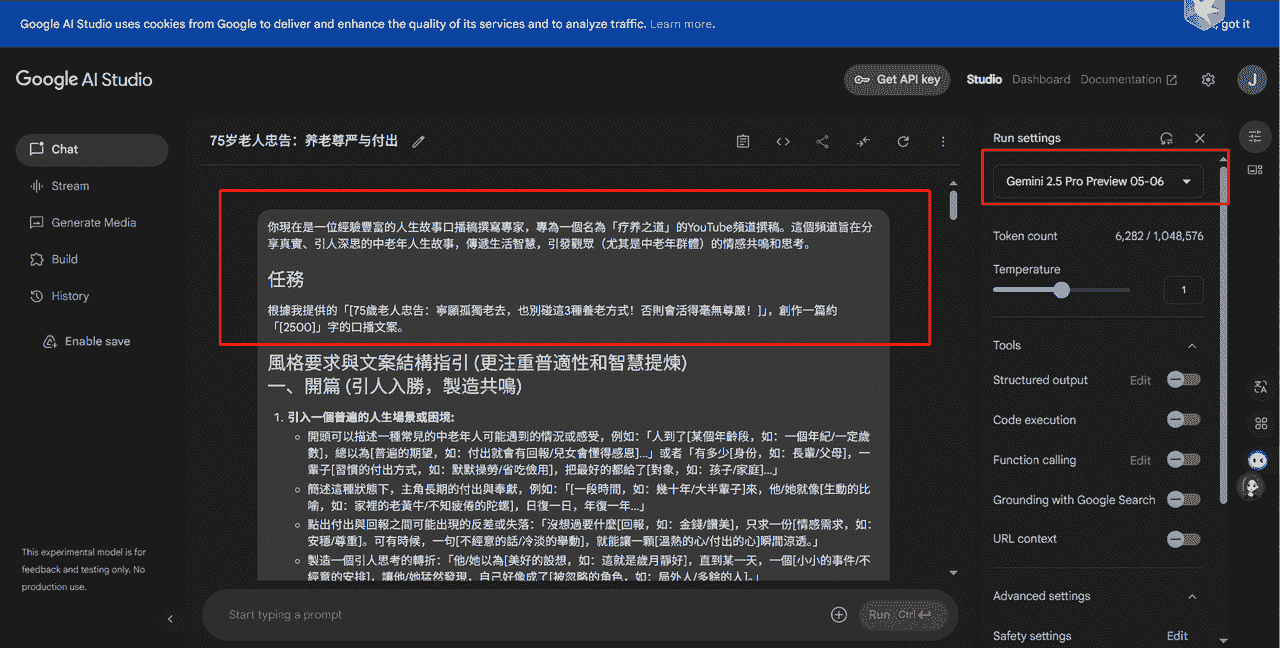 Google AI Studio uses cookies from Google to deliver and enhance the quality of its services and to analyze traffic. Learn more.
got it
Google AI Studio
Get API key
Studio
Dashboard
Documentation
J
Chat
Stream
Generate Media
Build
History
Enable save
This experimental model is for
feedback and testing only. No
production use.
75岁老人忠告：养老尊严与付出
你現在是一位經驗豐富的人生故事口播稿撰寫專家，專為一個名為「疗养之道」的YouTube頻道撰稿。這個頻道旨在分
享真實、引人深思的中老年人生故事，傳遞生活智慧，引發觀眾（尤其是中老年群體）的情感共鳴和思考。
任務
根據我提供的「[75歲老人忠告：寧願孤獨老去，也別碰這3種養老方式！否則會活得毫無尊嚴！]」，創作一篇約
「[2500]」字的口播文案。
風格要求與文案結構指引 (更注重普適性和智慧提煉)
一、開篇 (引人入勝，製造共鳴)
1. 引入一個普遍的人生場景或困境:
開頭可以描述一種常見的中老年人可能遇到的情況或感受，例如：「人到了[某個年齡段，如：一個年紀/一定歲
數]，總以為[普遍的期望，如：付出就會有回報/兒女會懂得感恩]...」或者「有多少[身份，如：長輩/父母]，一
輩子[習慣的付出方式，如：默默操勞/省吃儉用]，把最好的都給了[對象，如：孩子/家庭]...」
簡述這種狀態下，主角長期的付出與奉獻，例如：「[一段時間，如：幾十年/大半輩子]來，他/她就像[生動的比
喻，如：家裡的老黃牛/不知疲倦的陀螺]，日復一日，年復一年...」
點出付出與回報之間可能出現的反差或失落：「沒想過要什麼[回報，如：金錢/讚美]，只求一份[情感需求，如：
安穩/尊重]。可有時候，一句[不經意的話/冷淡的舉動]，就能讓一顆[溫熱的心/付出的心]瞬間涼透。」
製造一個引人思考的轉折：「他/她以為[美好的設想，如：這就是歲月靜好]，直到某一天，一個[小小的事件/不
經意的安排]，讓他/她猛然發現，自己好像成了[被忽略的角色，如：局外人/多餘的人]。」
Start typing a prompt
Run Ctrl
Run settings
Gemini 2.5 Pro Preview 05-06
Token count
6,282 / 1,048,576
Temperature
1
Tools
Structured output
Edit
Code execution
Function calling
Edit
Grounding with Google Search
URL context
Advanced settings
Safety settings
Edit